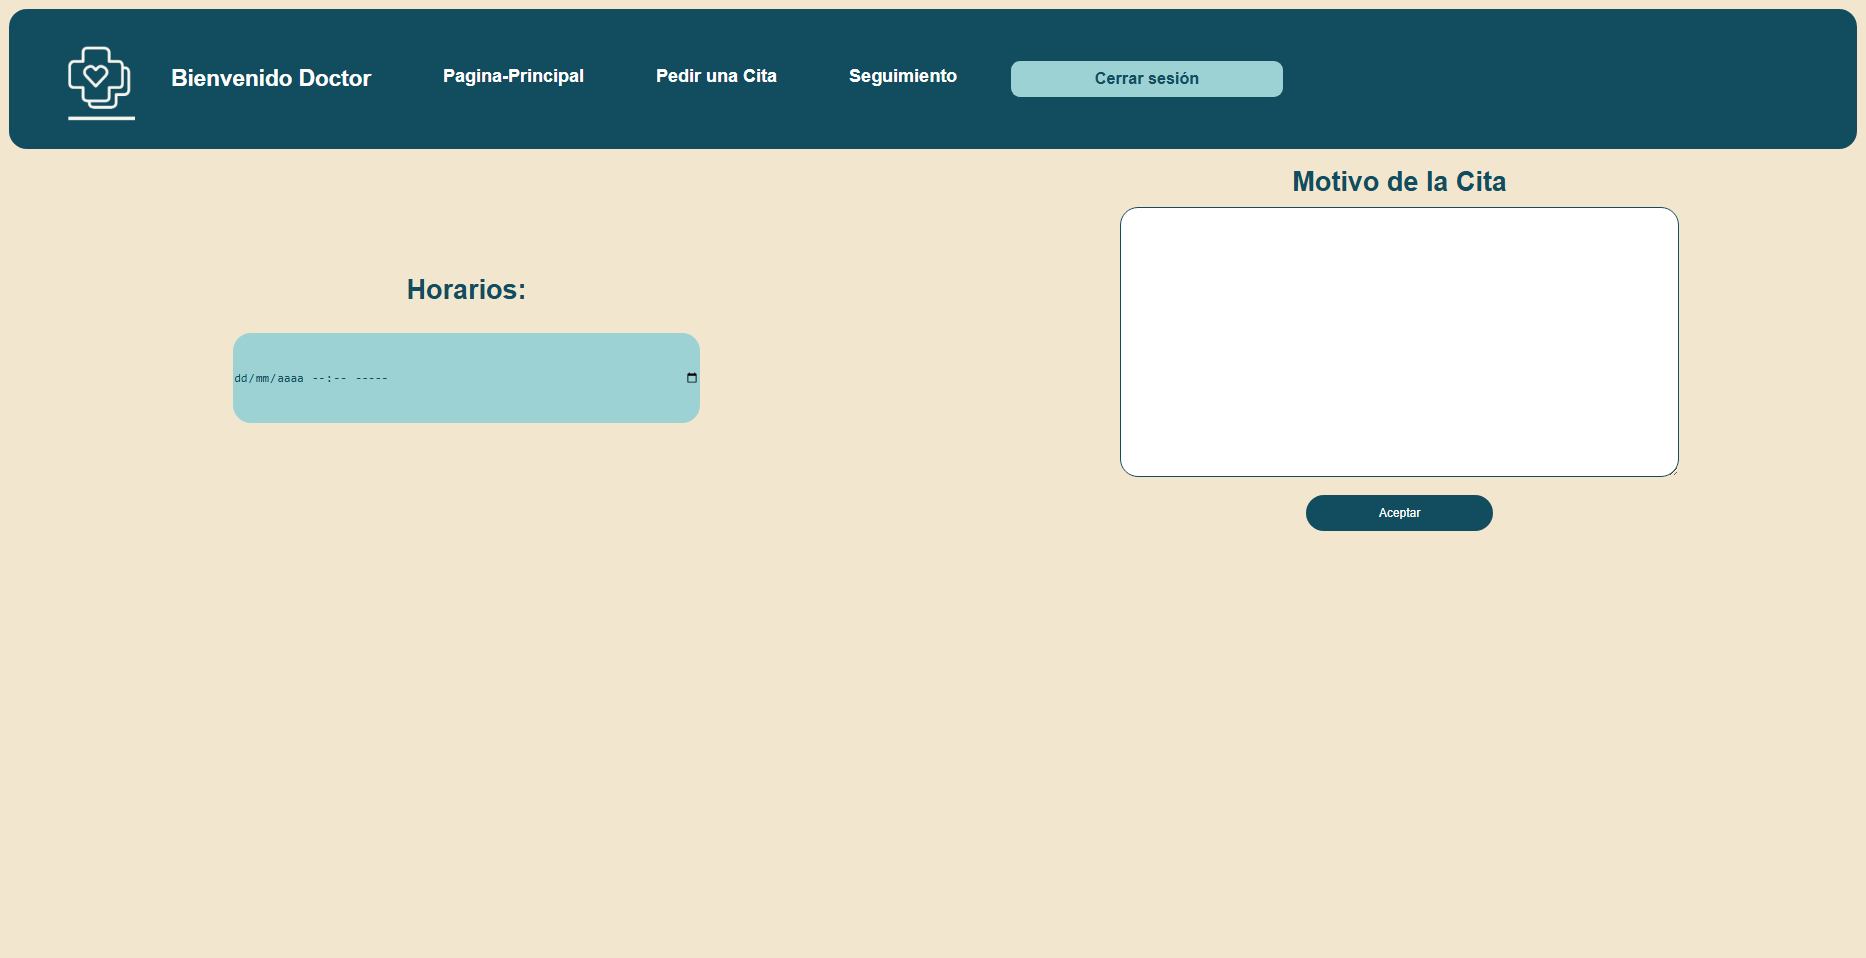 Bienvenido Doctor
Pagina-Principal
Pedir una Cita
Seguimiento
Cerrar sesión
Motivo de la Cita
Horarios:
dd/mm/aaaa --:-- -----
Aceptar